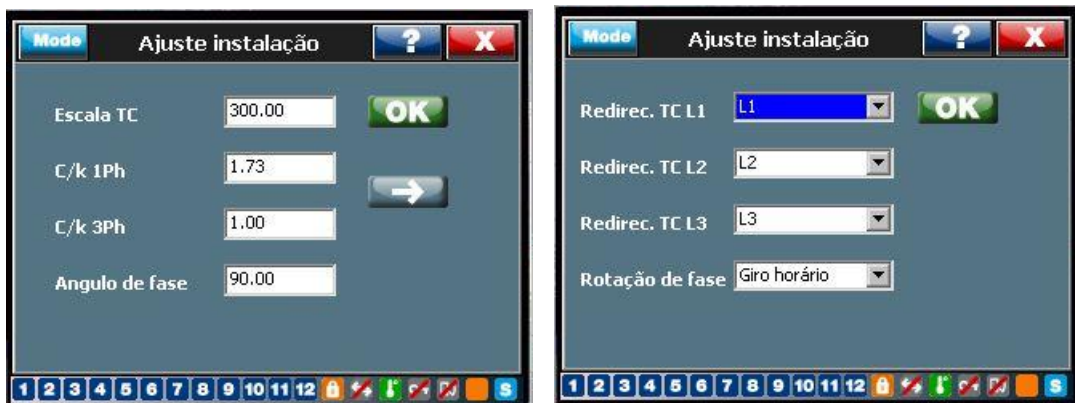 Mode Ajuste instalação ? X
Escala TC 300.00 OK
C/k 1Ph 1.73
C/k 3Ph 1.00
Angulo de fase 90.00
1 2 3 4 5 6 7 8 9 10 11 12 S
Mode Ajuste instalação ? X
Redirec. TC L1 L1 OK
Redirec. TC L2 L2
Redirec. TC L3 L3
Rotação de fase Giro horário
1 2 3 4 5 6 7 8 9 10 11 12 S